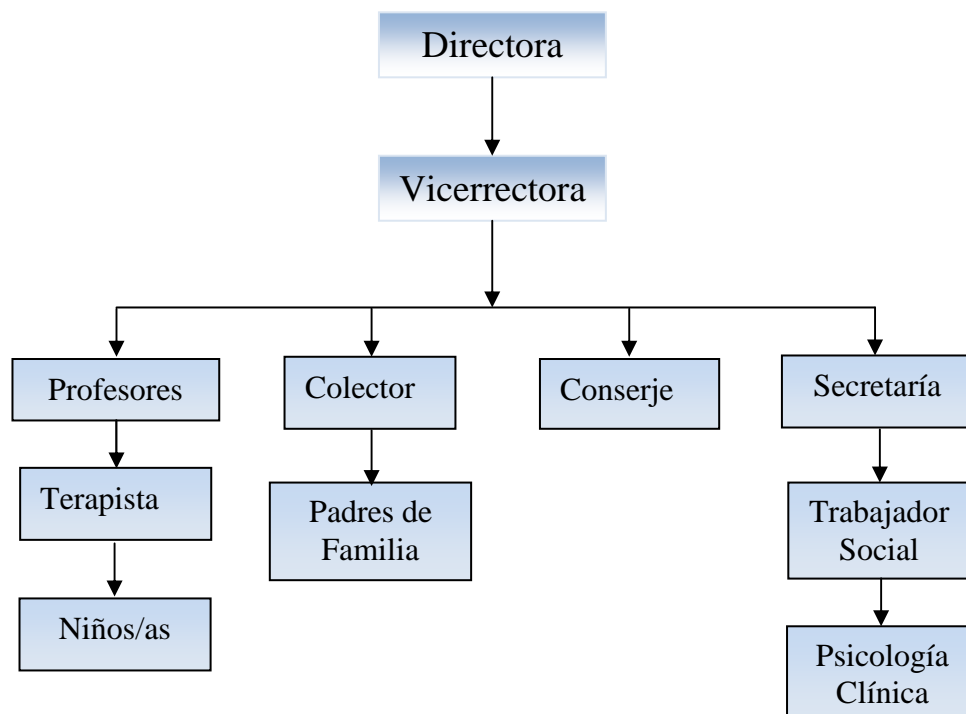 Directora
Vicerrectora
Profesores
Colector
Conserje
Secretaría
Terapista
Padres de
Familia
Trabajador
Social
Niños/as
Psicología
Clínica